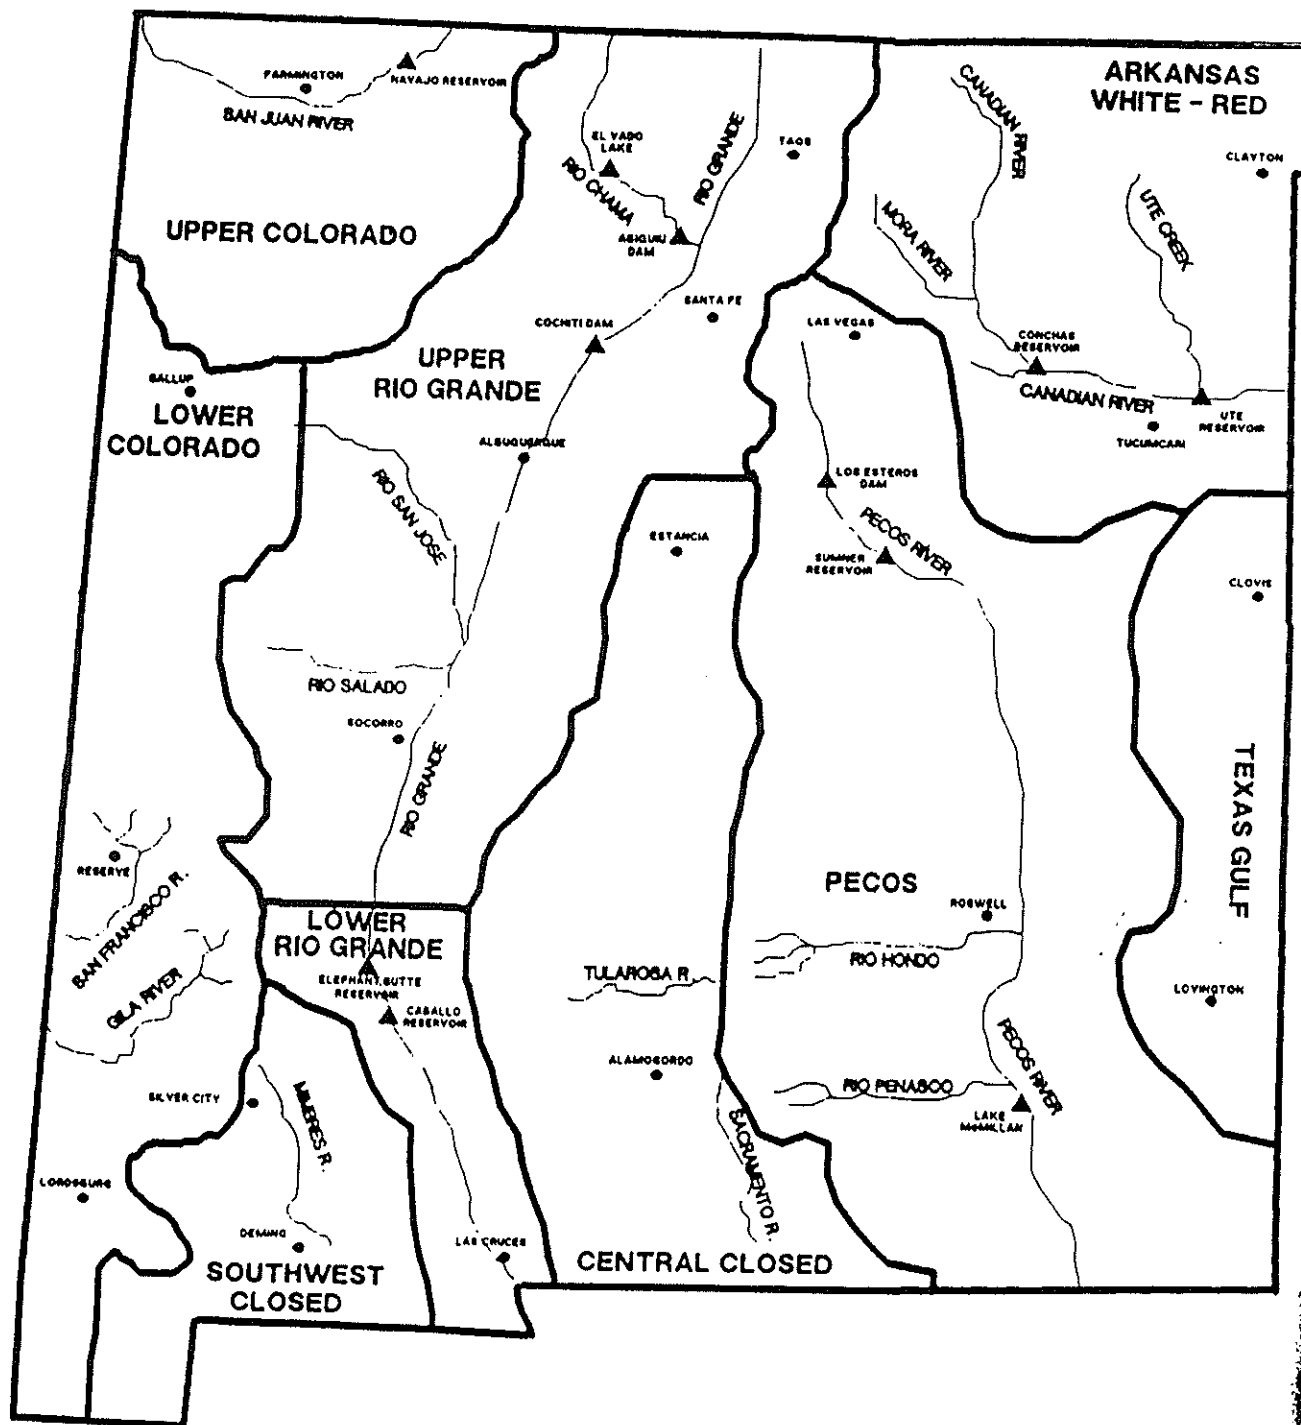 FARMINGTON
NAVAJO RESERVOIR
SAN JUAN RIVER
UPPER COLORADO
EL VADO
LAKE
RIO CHAMA
ABIQUIU
DAM
RIO GRANDE
TAOS
CANADIAN RIVER
ARKANSAS
WHITE - RED
CLAYTON
MORA RIVER
UTE CREEK
SANTA FE
COCHITI DAM
LAS VEGAS
CONCHAS
RESERVOIR
CANADIAN RIVER
UTE
RESERVOIR
TUCUMCARI
UPPER
RIO GRANDE
GALLUP
LOWER
COLORADO
ALBUQUERQUE
RIO SAN JOSE
LOS ESTEROS
DAM
PECOS RIVER
SUMNER
RESERVOIR
ESTANCIA
CLOVIS
RIO SALADO
SOCORRO
RIO GRANDE
TEXAS GULF
RESERVE
SAN FRANCISCO R.
GILA RIVER
PECOS
ROSWELL
RIO HONDO
LOWER
RIO GRANDE
ELEPHANT BUTTE
RESERVOIR
CABALLO
RESERVOIR
TULAROSA R.
LOVINGTON
ALAMOGORDO
PECOS RIVER
RIO PENASCO
LAKE
McMILLAN
SILVER CITY
MIMBRES R.
SACRAMENTO R.
LORDSBURG
DEMING
LAS CRUCES
SOUTHWEST
CLOSED
CENTRAL CLOSED